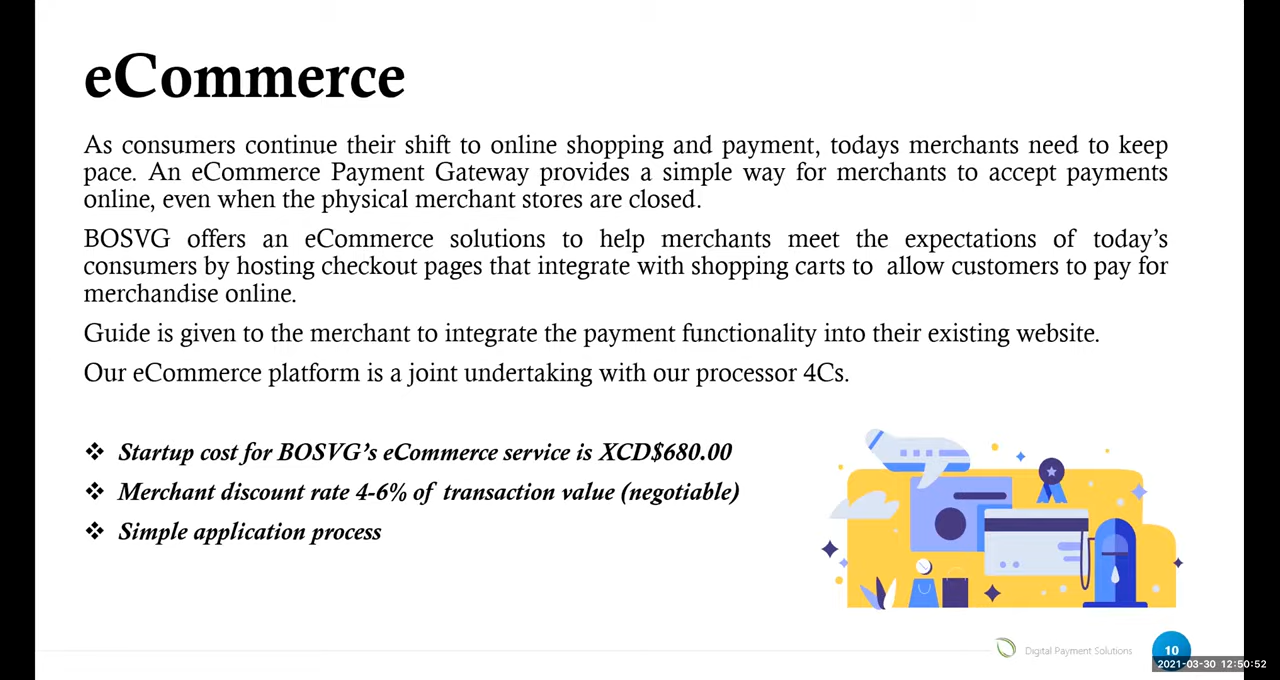 eCommerce
As consumers continue their shift to online shopping and payment, todays merchants need to keep
pace. An eCommerce Payment Gateway provides a simple way for merchants to accept payments
online, even when the physical merchant stores are closed.
BOSVG offers an eCommerce solutions to help merchants meet the expectations of today's
consumers by hosting checkout pages that integrate with shopping carts to allow customers to pay for
merchandise online.
Guide is given to the merchant to integrate the payment functionality into their existing website.
Our eCommerce platform is a joint undertaking with our processor 4Cs.
❖ Startup cost for BOSVG's eCommerce service is XCD$680.00
❖ Merchant discount rate 4-6% of transaction value (negotiable)
❖ Simple application process
Digital Payment Solutions
10
2021-03-30 12:50:52